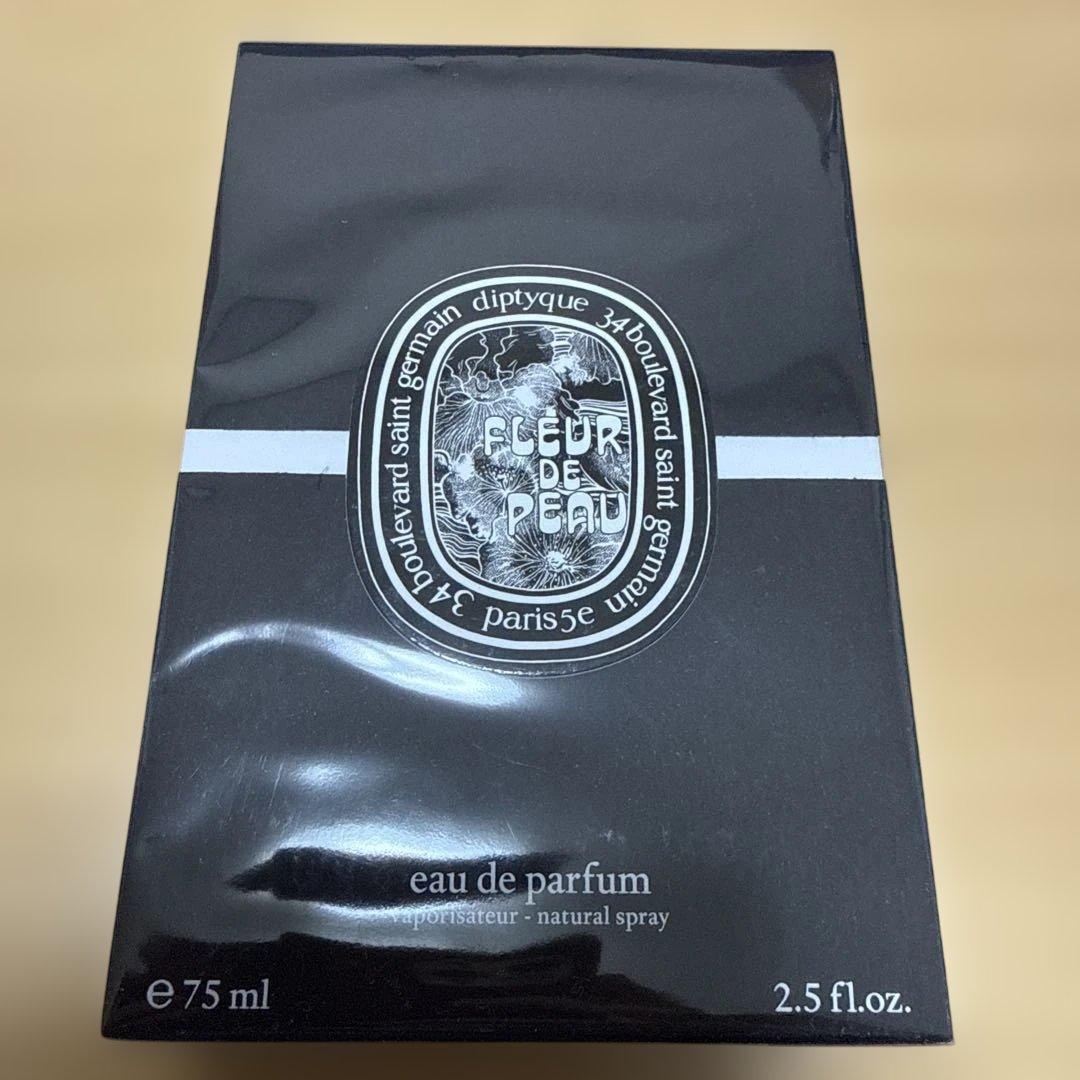 diptyque 34 boulevard saint germain paris5e 34 boulevard saint germain
FLEUR
DE
PEAU
eau de parfum
vaporisateur - natural spray
e 75 ml
2.5 fl.oz.